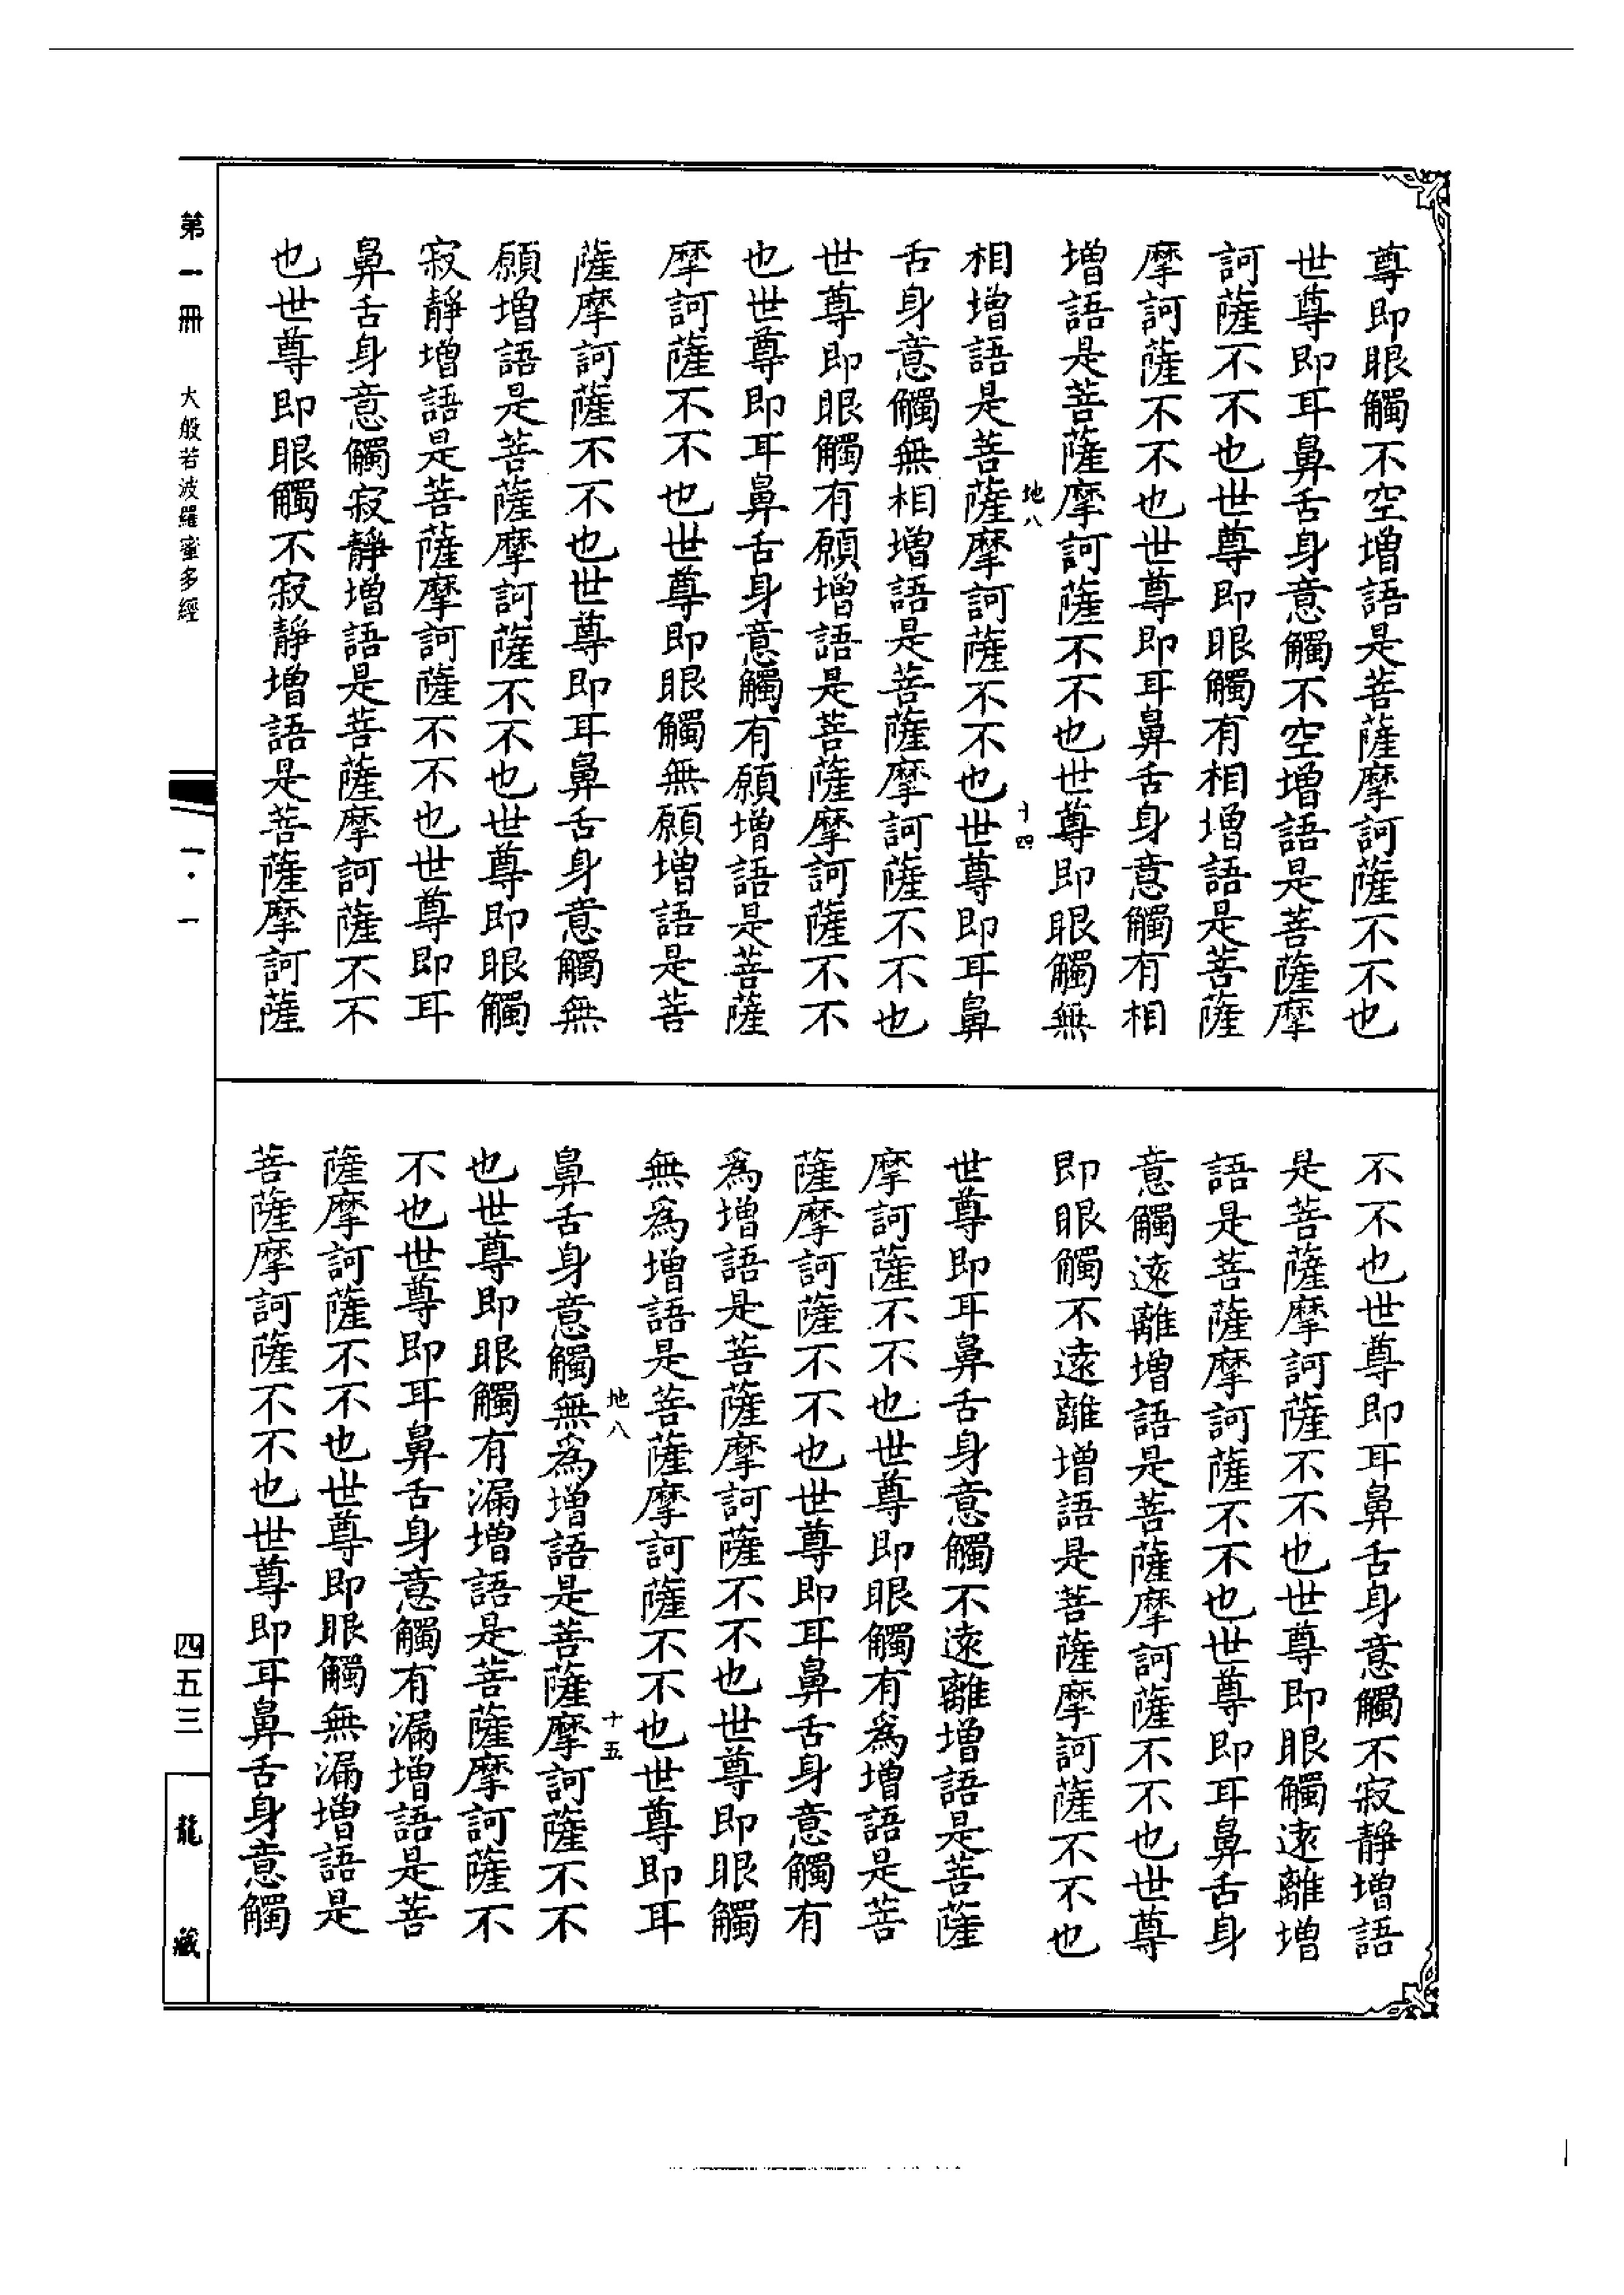 尊即眼觸不空增語是菩薩摩訶薩不不也
世尊即耳鼻舌身意觸不空增語是菩薩摩
訶薩不不也世尊即眼觸有相增語是菩薩
摩訶薩不不也世尊即耳鼻舌身意觸有相
增語是菩薩摩訶薩不不也世尊即眼觸無
地八
十四
相增語是菩薩摩訶薩不不也世尊即耳鼻
舌身意觸無相增語是菩薩摩訶薩不不也
世尊即眼觸有願增語是菩薩摩訶薩不不
也世尊即耳鼻舌身意觸有願增語是菩薩
摩訶薩不不也世尊即眼觸無願增語是菩
薩摩訶薩不不也世尊即耳鼻舌身意觸無
願增語是菩薩摩訶薩不不也世尊即眼觸
寂靜增語是菩薩摩訶薩不不也世尊即耳
鼻舌身意觸寂靜增語是菩薩摩訶薩不不
也世尊即眼觸不寂靜增語是菩薩摩訶薩
不不也世尊即耳鼻舌身意觸不寂靜增語
是菩薩摩訶薩不不也世尊即眼觸遠離增
語是菩薩摩訶薩不不也世尊即耳鼻舌身
意觸遠離增語是菩薩摩訶薩不不也世尊
即眼觸不遠離增語是菩薩摩訶薩不不也
世尊即耳鼻舌身意觸不遠離增語是菩薩
摩訶薩不不也世尊即眼觸有為增語是菩
薩摩訶薩不不也世尊即耳鼻舌身意觸有
為增語是菩薩摩訶薩不不也世尊即眼觸
無為增語是菩薩摩訶薩不不也世尊即耳
地八
十五
鼻舌身意觸無為增語是菩薩摩訶薩不不
也世尊即眼觸有漏增語是菩薩摩訶薩不
不也世尊即耳鼻舌身意觸有漏增語是菩
薩摩訶薩不不也世尊即眼觸無漏增語是
菩薩摩訶薩不不也世尊即耳鼻舌身意觸
第一冊
大般若波羅蜜多經
一·一
四五三
龍藏